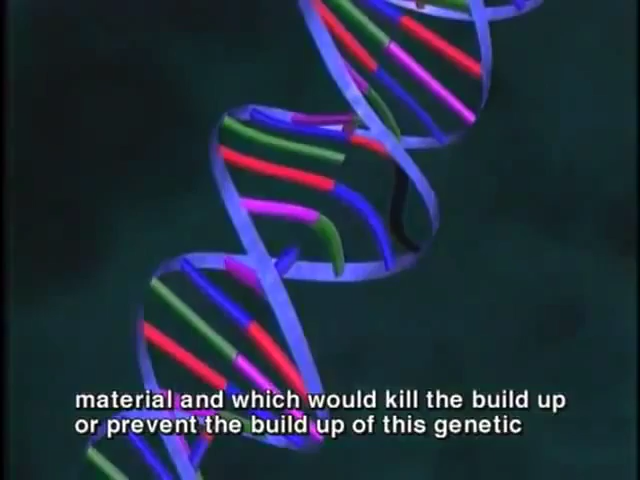 material and which would kill the build up
or prevent the build up of this genetic